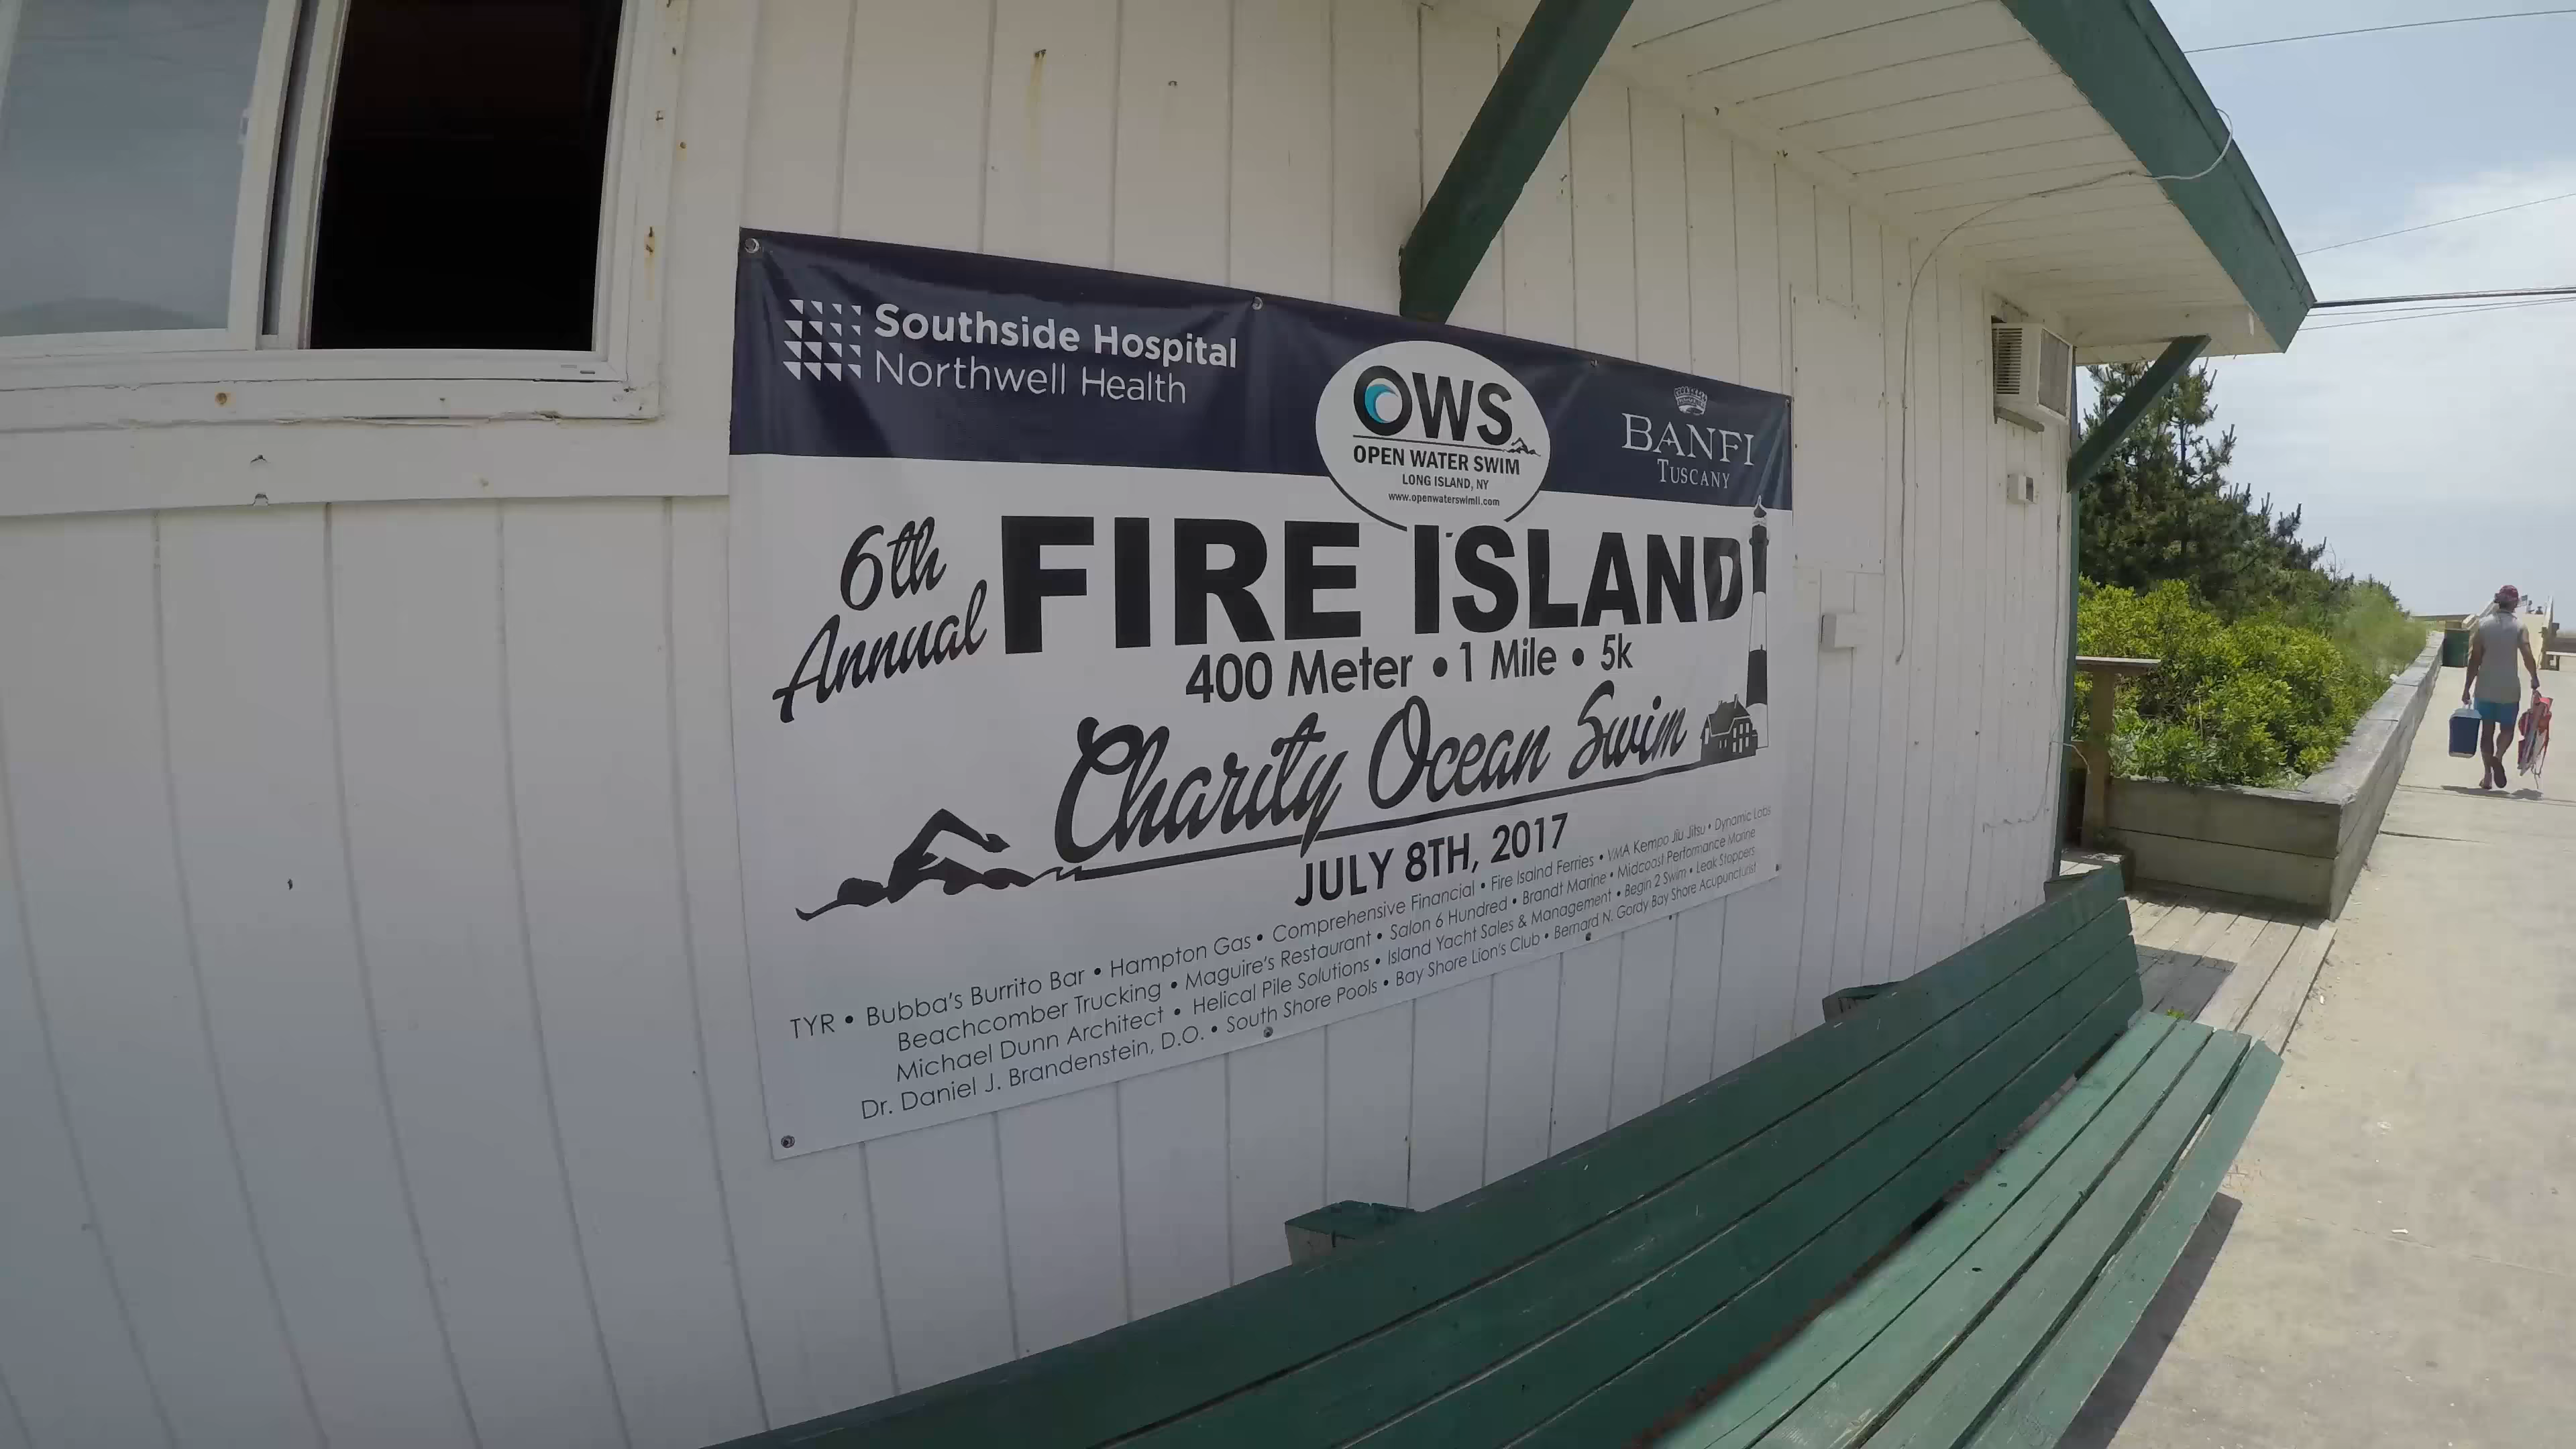 Southside Hospital
Northwell Health
OWS
OPEN WATER SWIM
LONG ISLAND, NY
www.openwaterswimli.com
BANFI
TUSCANY
6th
Annual
FIRE ISLAND
400 Meter • 1 Mile • 5k
Charity Ocean Swim
JULY 8TH, 2017
TYR • Bubba's Burrito Bar • Hampton Gas • Comprehensive Financial • Fire Isalnd Ferries • VMA Kempo Jiu Jitsu • Dynamic Labs
Beachcomber Trucking • Maguire's Restaurant • Salon 6 Hundred • Brandt Marine • Midcoast Performance Marine
Michael Dunn Architect • Helical Pile Solutions • Island Yacht Sales & Management • Begin 2 Swim • Leak Stoppers
Dr. Daniel J. Brandenstein, D.O. • South Shore Pools • Bay Shore Lion's Club • Bernard N. Gordy Bay Shore Acupuncturist